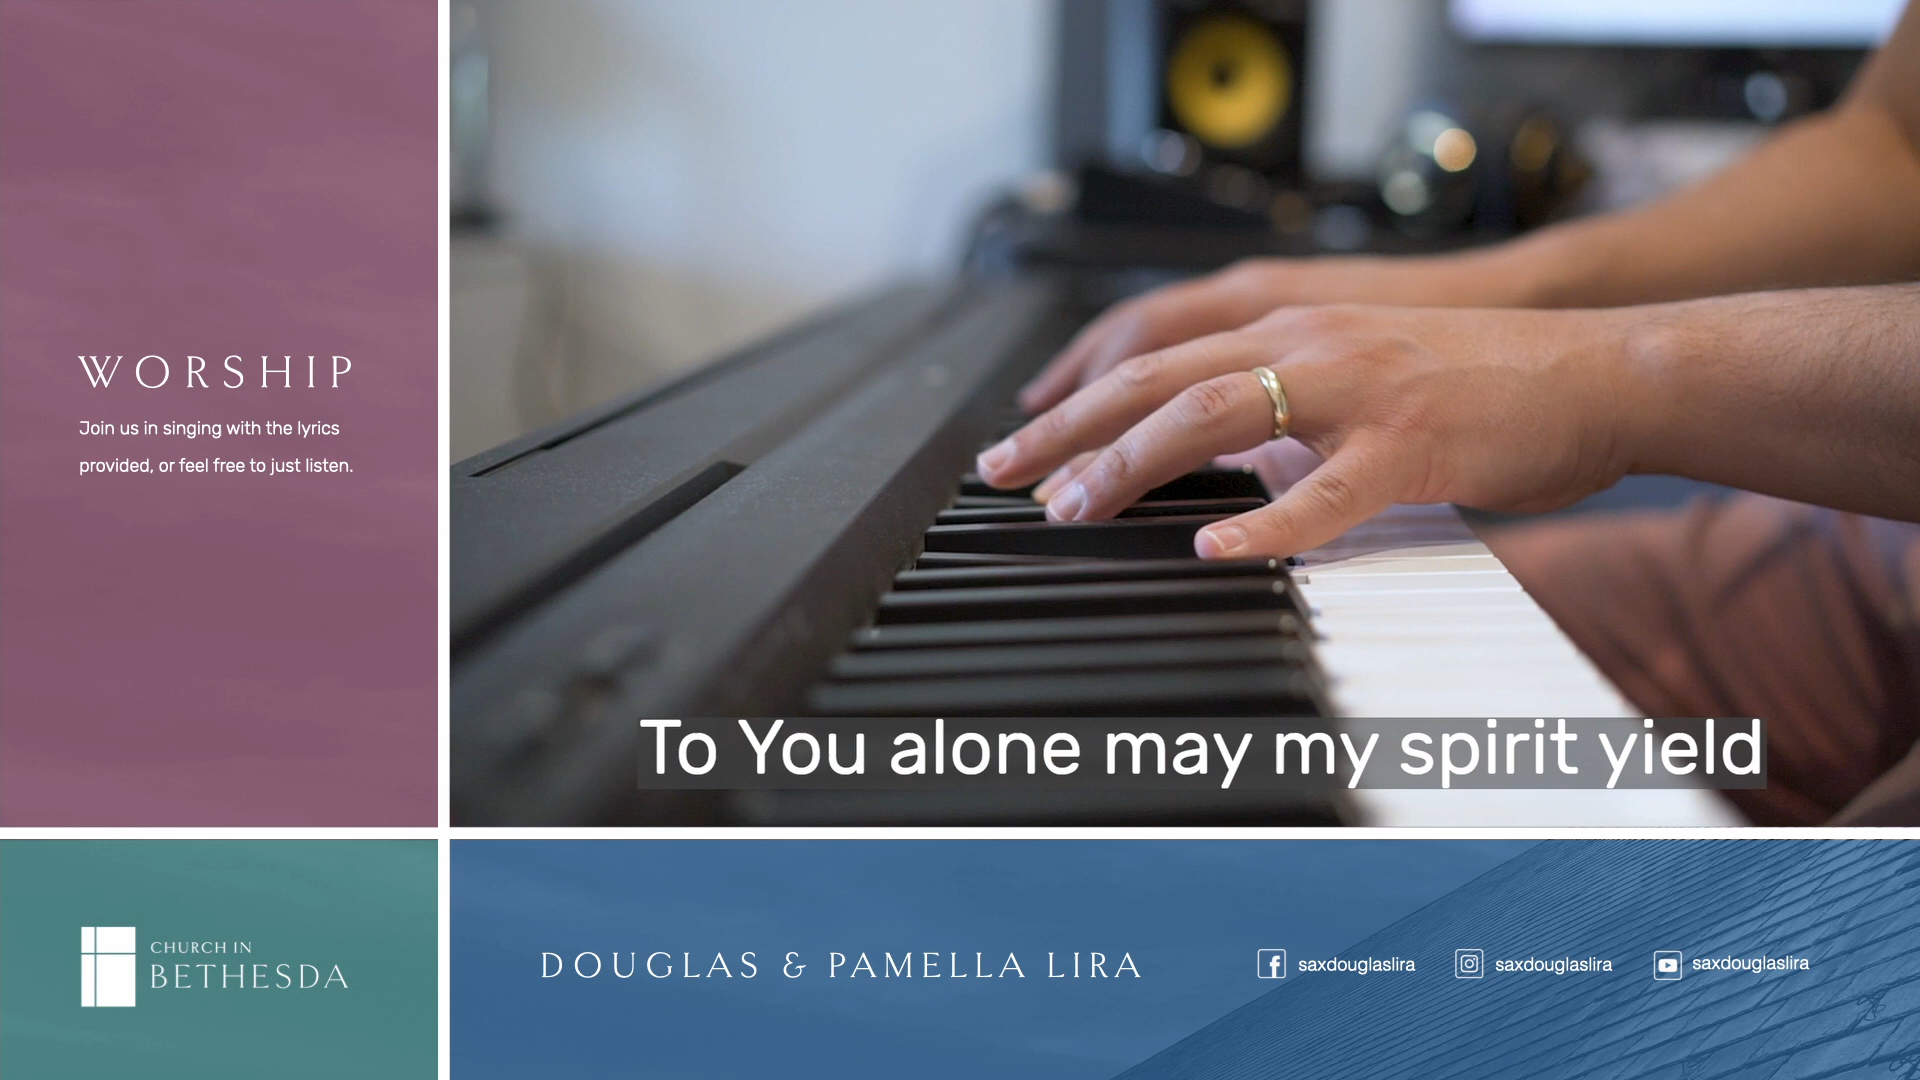 WORSHIP
Join us in singing with the lyrics
provided, or feel free to just listen.
To You alone may my spirit yield
CHURCH IN
BETHESDA
DOUGLAS & PAMELLA LIRA
saxdouglaslira
saxdouglaslira
saxdouglaslira